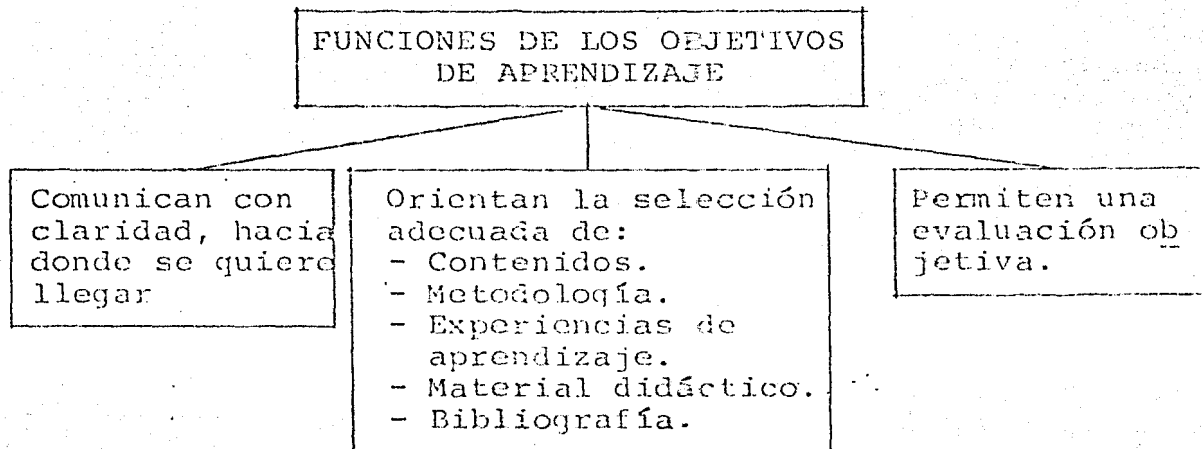 FUNCIONES DE LOS OBJETIVOS
DE APRENDIZAJE
Comunican con
claridad, hacia
donde se quiere
llegar
Orientan la selección
adecuada de:
- Contenidos.
- Metodología.
- Experiencias de
aprendizaje.
- Material didáctico.
- Bibliografía.
Permiten una
evaluación ob
jetiva.